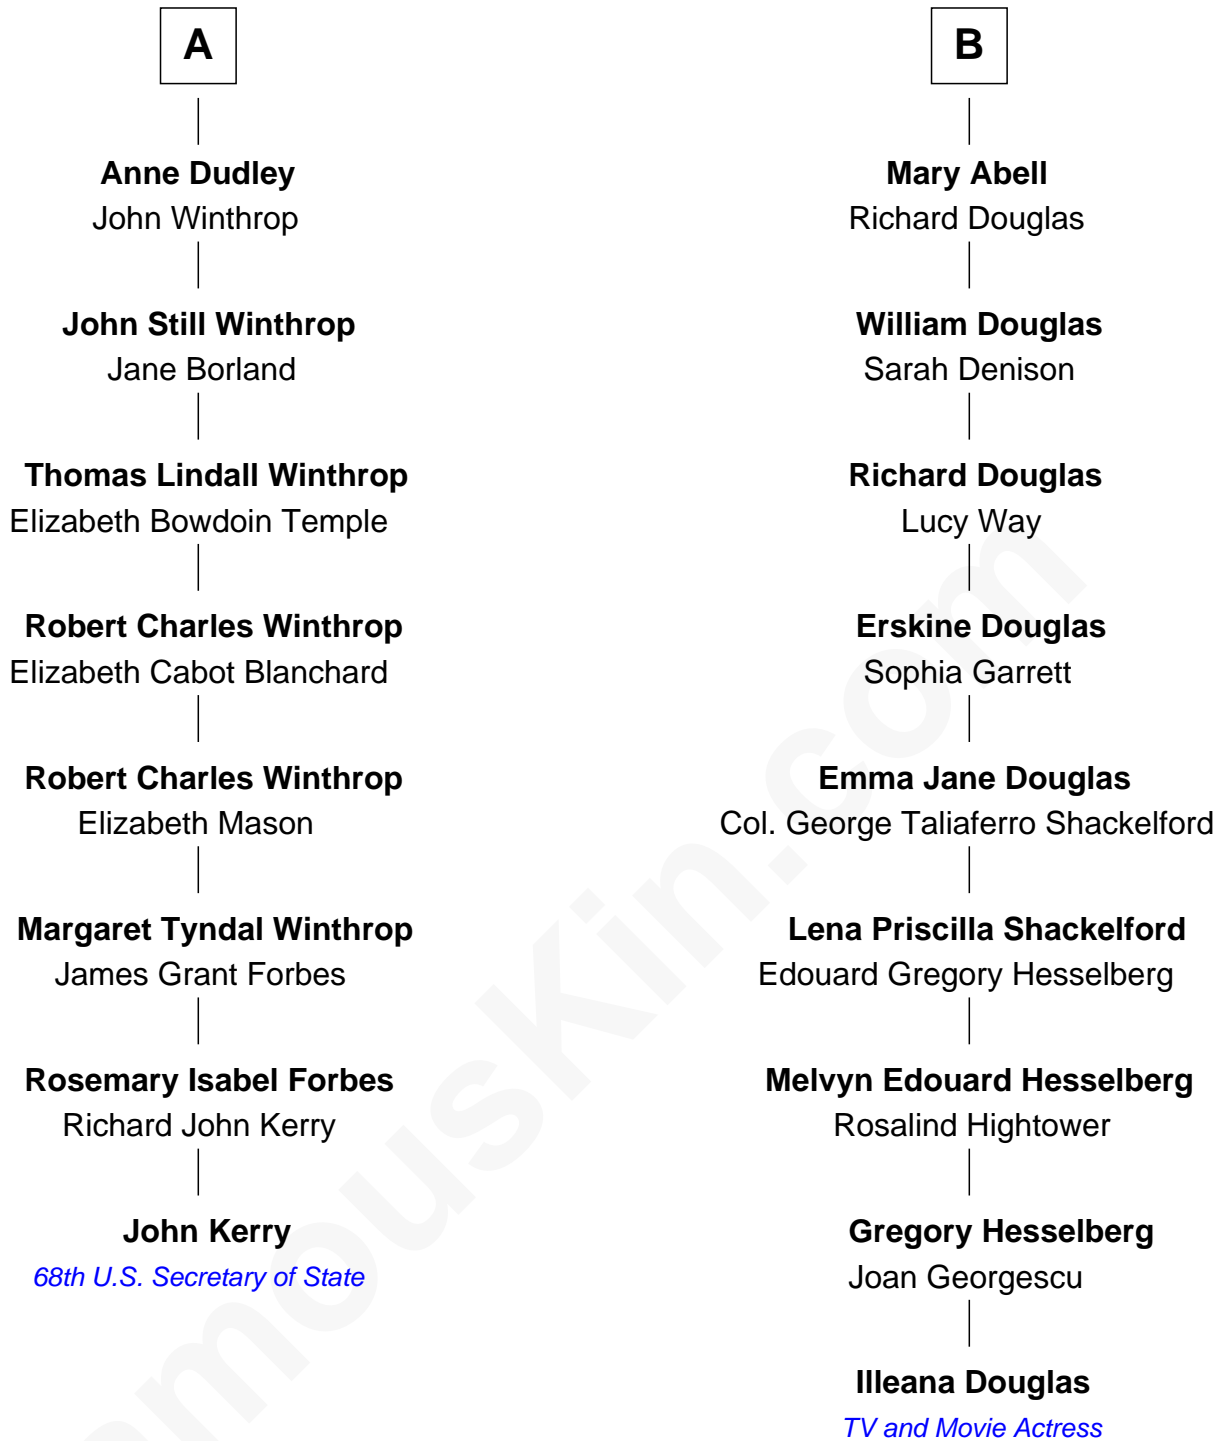 A
Anne Dudley
John Winthrop
John Still Winthrop
Jane Borland
Thomas Lindall Winthrop
Elizabeth Bowdoin Temple
Robert Charles Winthrop
Elizabeth Cabot Blanchard
Robert Charles Winthrop
Elizabeth Mason
Margaret Tyndal Winthrop
James Grant Forbes
Rosemary Isabel Forbes
Richard John Kerry
John Kerry
68th U.S. Secretary of State
B
Mary Abell
Richard Douglas
William Douglas
Sarah Denison
Richard Douglas
Lucy Way
Erskine Douglas
Sophia Garrett
Emma Jane Douglas
Col. George Taliaferro Shackelford
Lena Priscilla Shackelford
Edouard Gregory Hesselberg
Melvyn Edouard Hesselberg
Rosalind Hightower
Gregory Hesselberg
Joan Georgescu
Illeana Douglas
TV and Movie Actress
amouskin.com